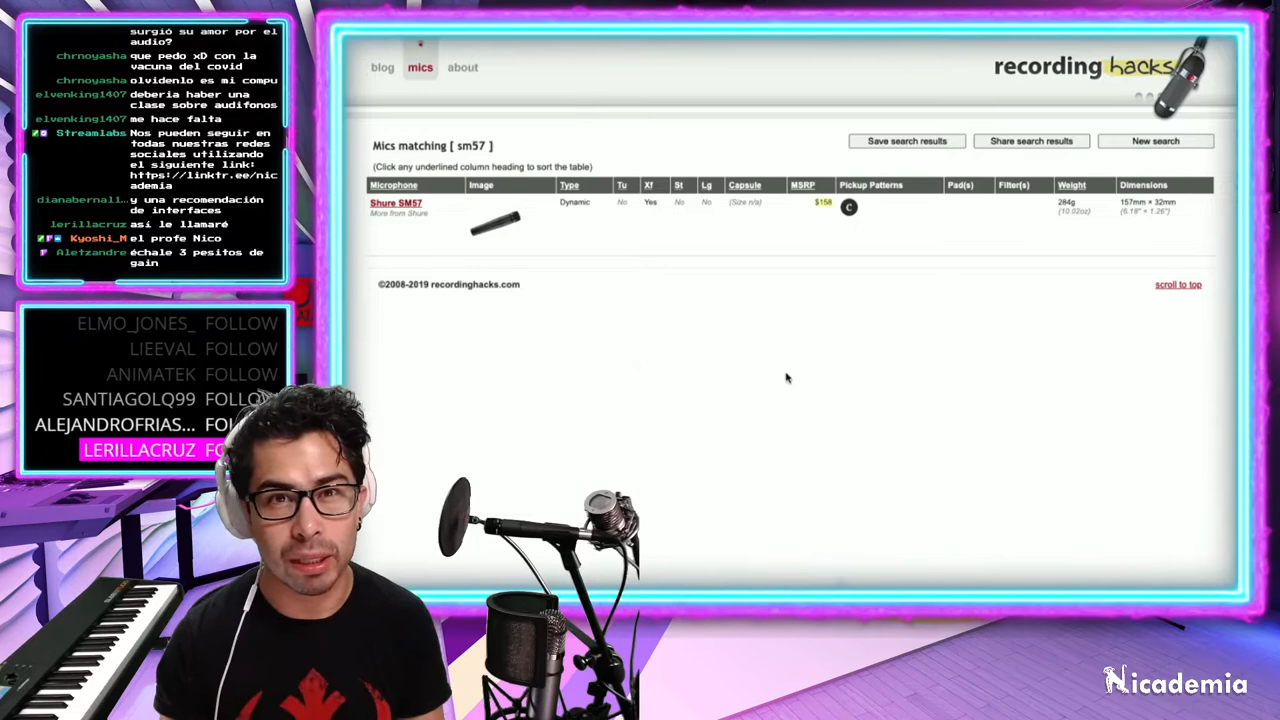 surgió su amor por el
audio?
chrnoyasha que pedo xD con la
vacuna del covid
chrnoyasha olvidenlo es mi compu
elvenking1407 deberia haber una
clase sobre audifonos
elvenking1407 me hace falta
Streamlabs Nos pueden seguir en
todas nuestras redes
sociales utilizando
el siguiente link:
https://linktr.ee/nic
ademia
dianabernal1… y una recomendación
de interfaces
lerillacruz así le llamaré
Kyoshi_M el profe Nico
Aletzandre échale 3 pesitos de
gain
ELMO_JONES_ FOLLOW
LIEEVAL FOLLOW
ANIMATEK FOLLOW
SANTIAGOLQ99 FOLLO
ALEJANDROFRIAS... FOL
LERILLACRUZ FO
blog mics about
recording hacks
Mics matching [ sm57 ]
Save search results Share search results New search
(Click any underlined column heading to sort the table)
Microphone Image Type Tu Xf St Lg Capsule MSRP Pickup Patterns Pad(s) Filter(s) Weight Dimensions
Shure SM57 Dynamic No Yes No No (Size n/a) $158 C 284g 157mm × 32mm
More from Shure (10.02oz) (6.18" × 1.26")
©2008-2019 recordinghacks.com scroll to top
Nicademia